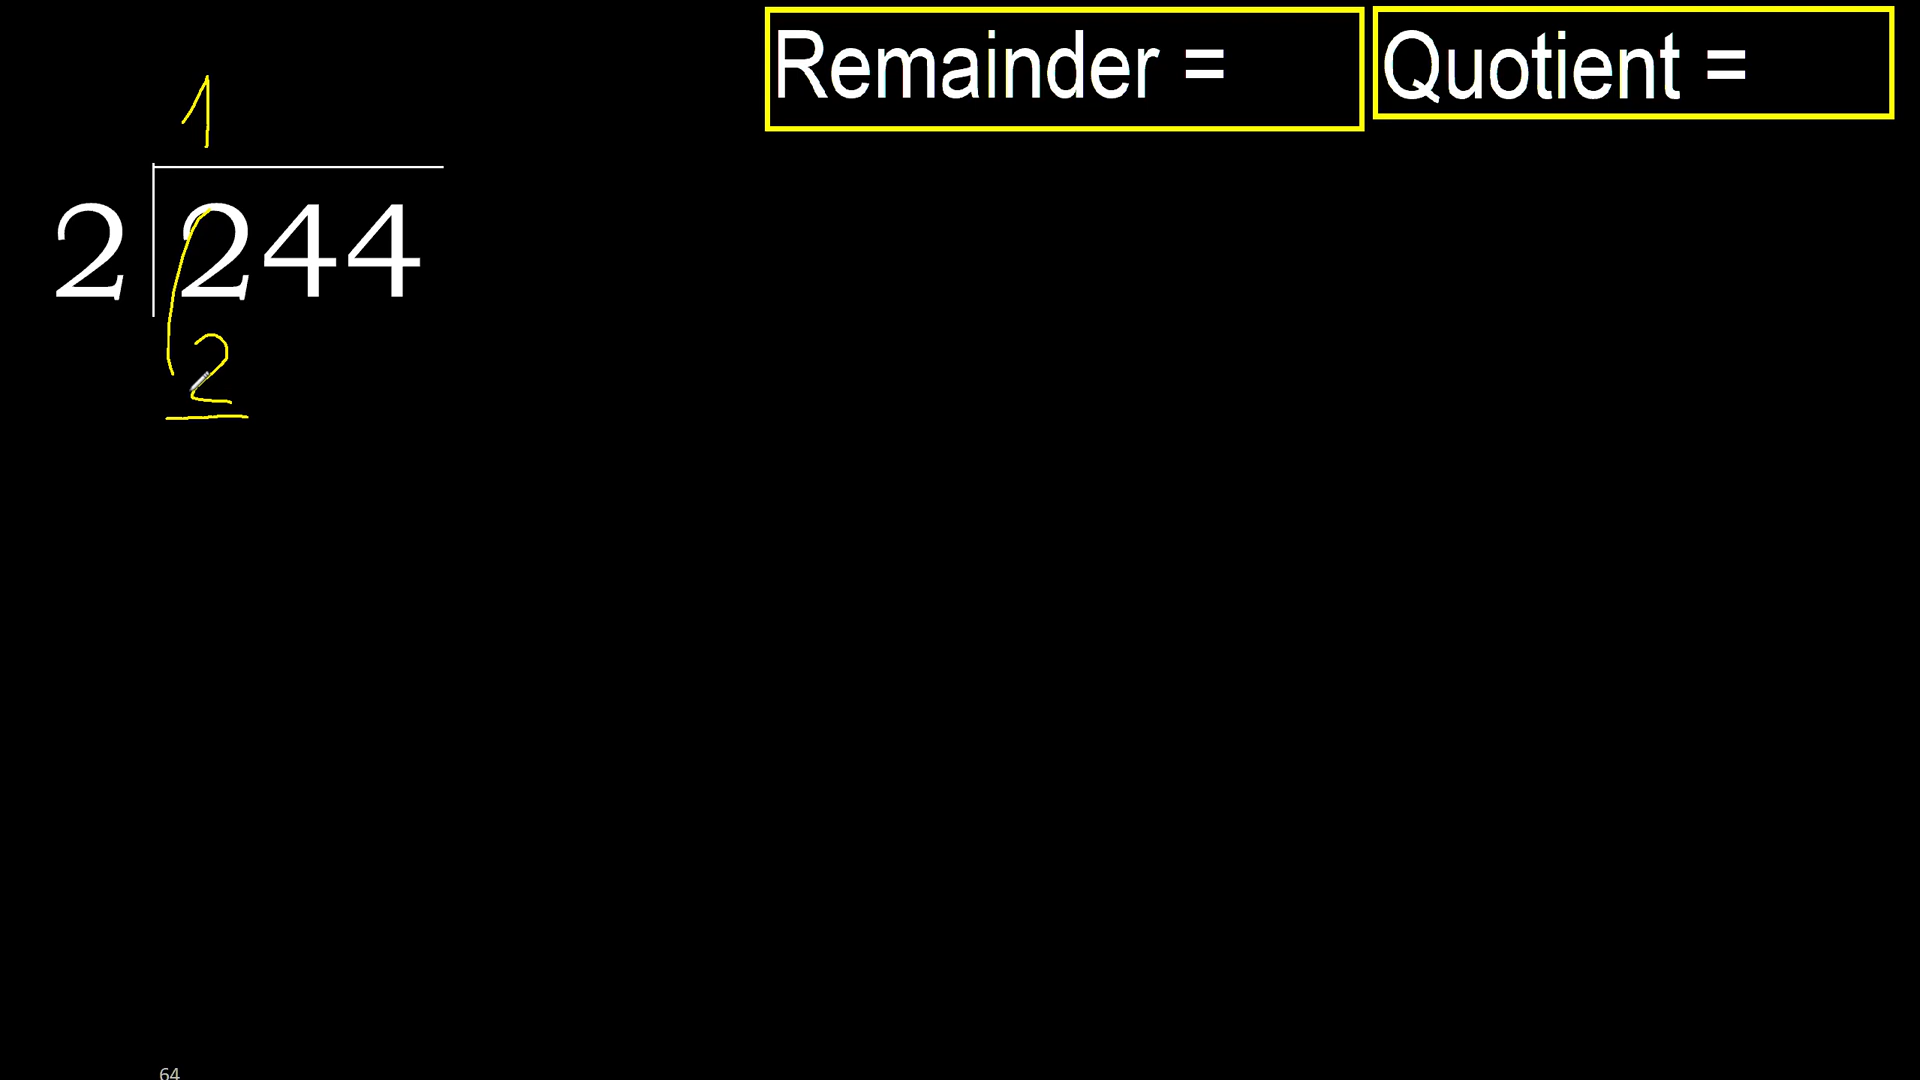 Remainder =
Quotient =
1
2 244
2
64